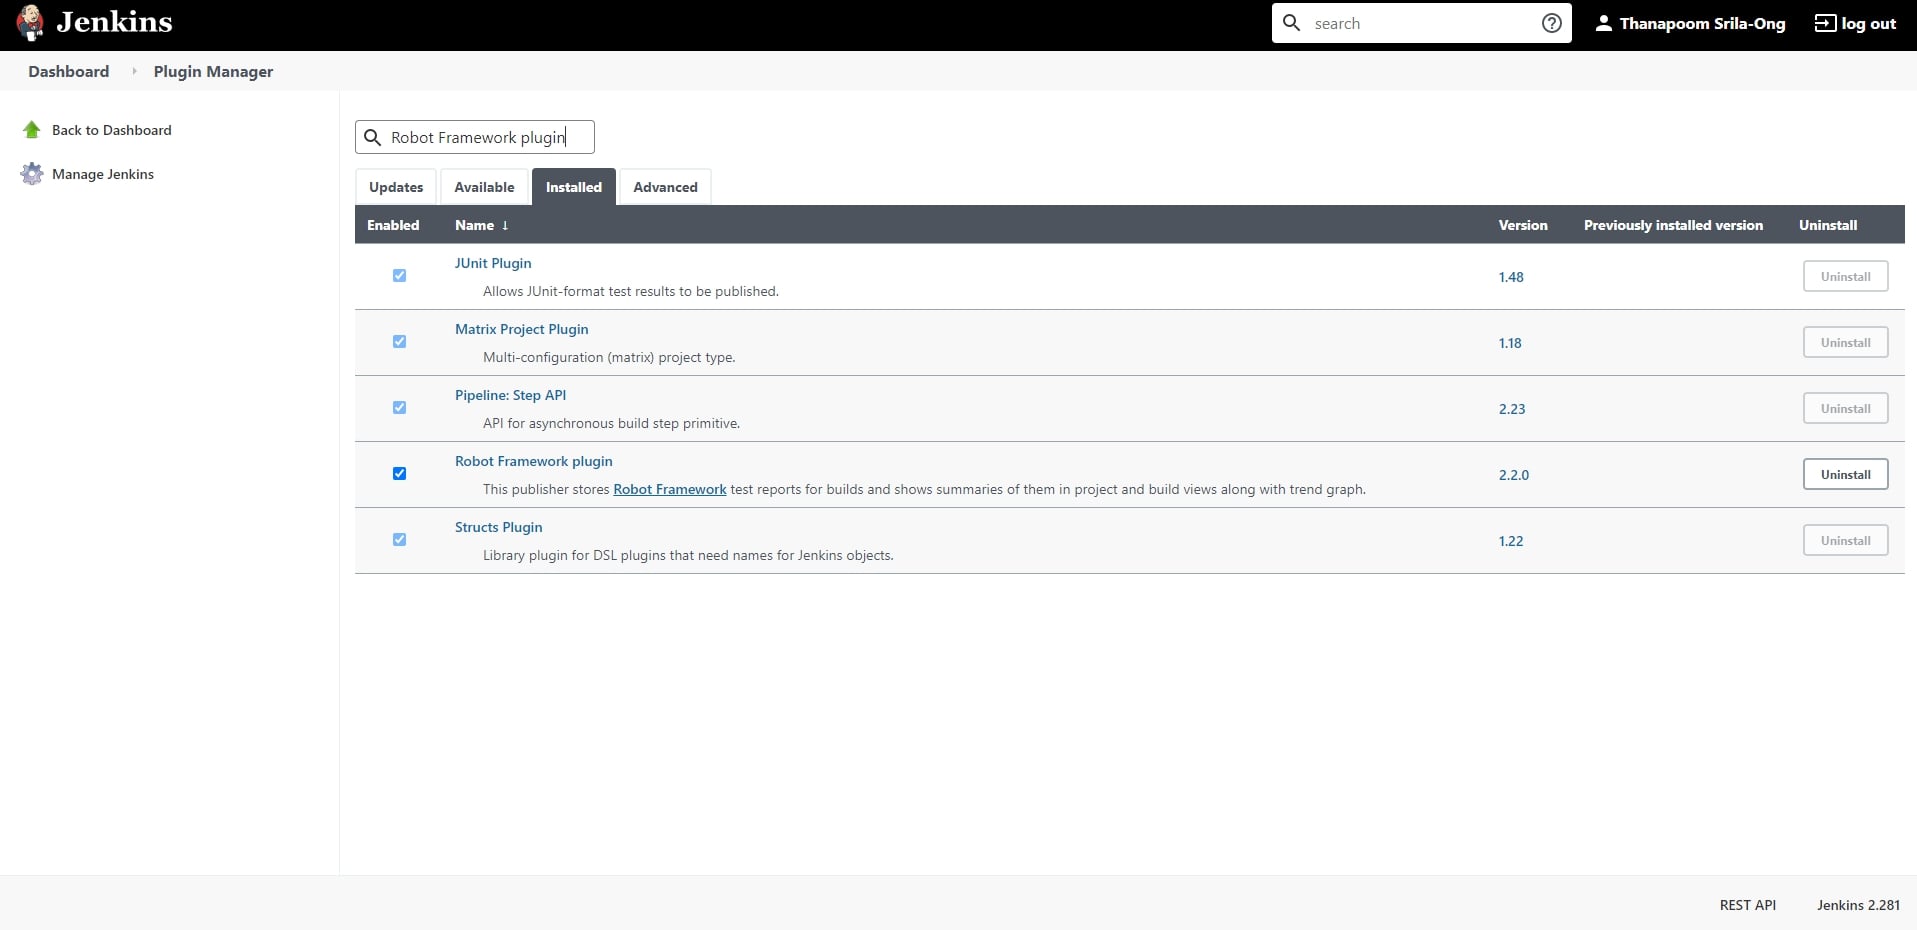 Jenkins
search
Thanapoom Srila-Ong
log out
Dashboard
Plugin Manager
Back to Dashboard
Manage Jenkins
Robot Framework plugin
Updates
Available
Installed
Advanced
Enabled
Name ↓
Version
Previously installed version
Uninstall
JUnit Plugin
Allows JUnit-format test results to be published.
1.48
Uninstall
Matrix Project Plugin
Multi-configuration (matrix) project type.
1.18
Uninstall
Pipeline: Step API
API for asynchronous build step primitive.
2.23
Uninstall
Robot Framework plugin
This publisher stores Robot Framework test reports for builds and shows summaries of them in project and build views along with trend graph.
2.2.0
Uninstall
Structs Plugin
Library plugin for DSL plugins that need names for Jenkins objects.
1.22
Uninstall
REST API
Jenkins 2.281